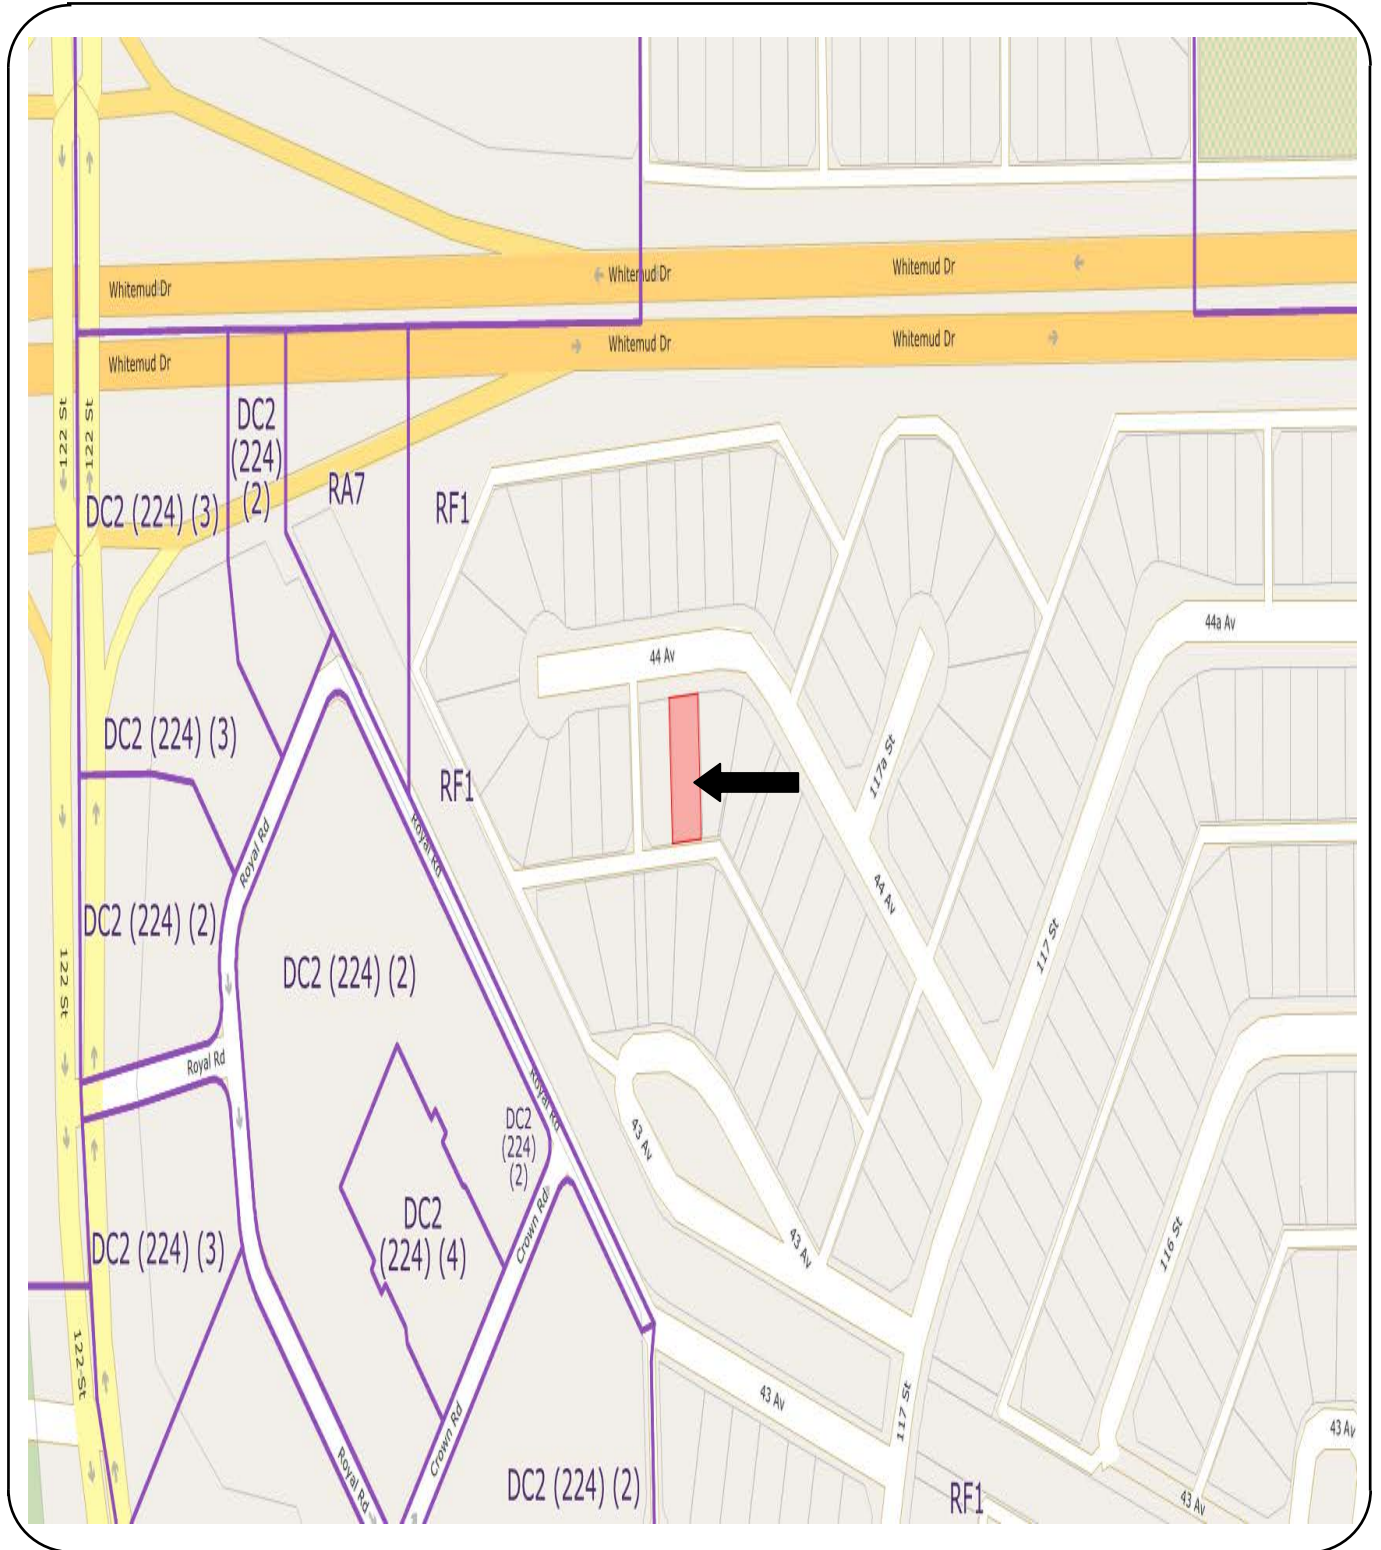 Whitemud Dr
Whitemud Dr
Whitemud Dr
Whitemud Dr
Whitemud Dr
Whitemud Dr
122 St
122 St
DC2
(224)
(2)
DC2 (224) (3)
RA7
RF1
44a Av
44 Av
DC2 (224) (3)
117a St
RF1
Royal Rd
Royal Rd
44 Av
DC2 (224) (2)
117 St
DC2 (224) (2)
122 St
Royal Rd
Royal Rd
DC2
(224)
(2)
43 Av
DC2
(224) (4)
Crown Rd
43 Av
116 St
DC2 (224) (3)
122 St
43 Av
117 St
43 Av
Crown Rd
Royal Rd
DC2 (224) (2)
RF1
43 Av